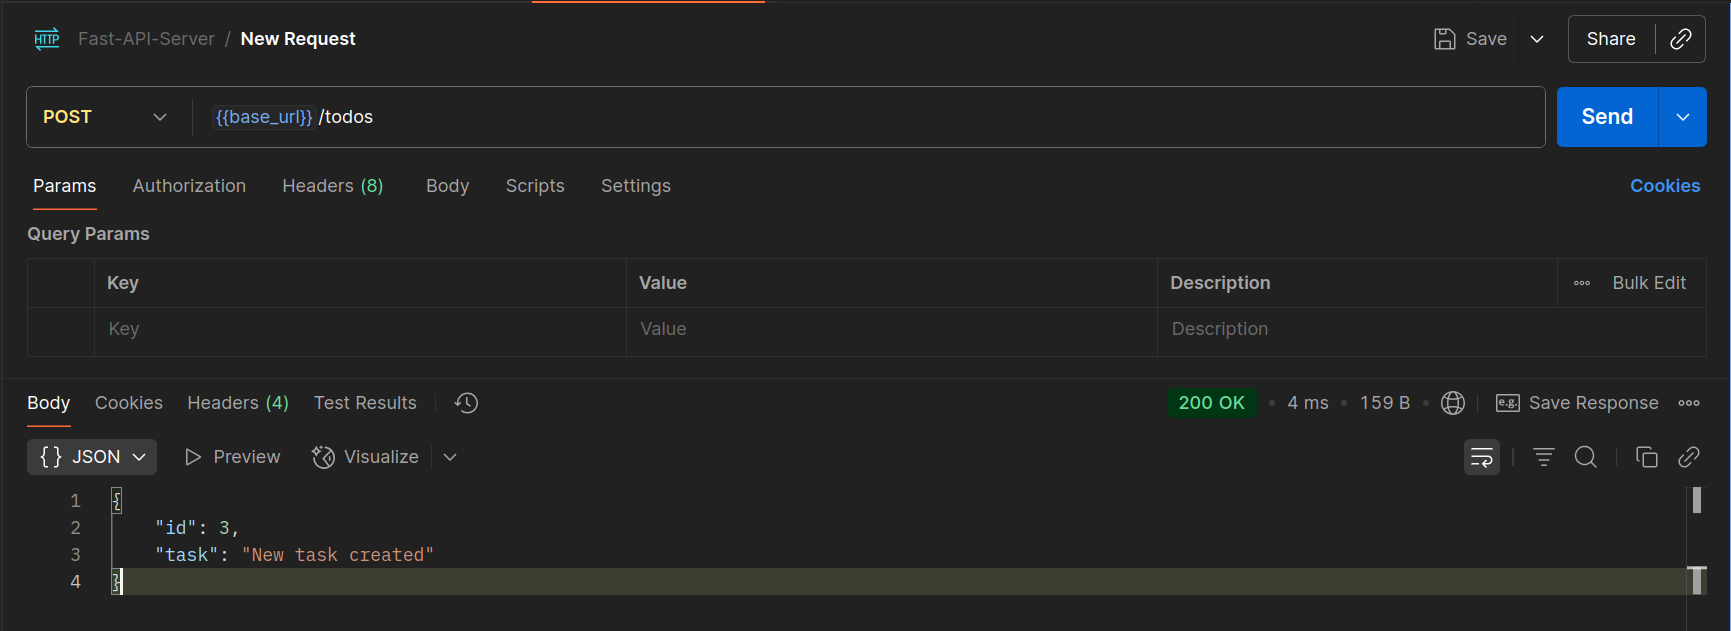 HTTP Fast-API-Server / New Request Save Share
POST {{base_url}} /todos Send
Params Authorization Headers (8) Body Scripts Settings Cookies
Query Params
Key Value Description Bulk Edit
Key Value Description
Body Cookies Headers (4) Test Results 200 OK • 4 ms • 159 B • e.g. Save Response
{} JSON Preview Visualize
1 {
2 "id": 3,
3 "task": "New task created"
4 }